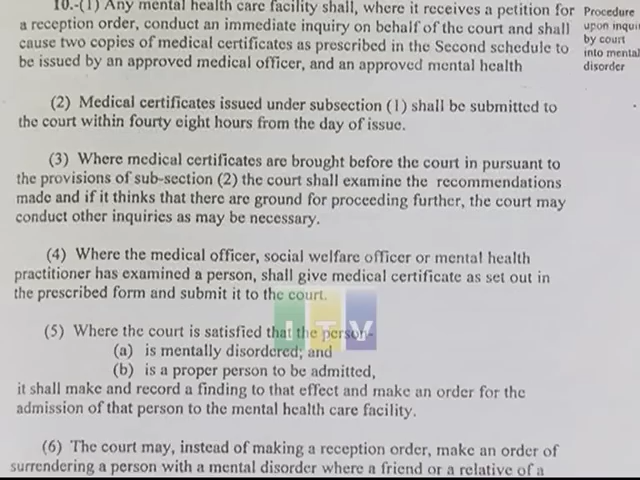 10.-(1) Any mental health care facility shall, where it receives a petition for
a reception order, conduct an immediate inquiry on behalf of the court and shall
cause two copies of medical certificates as prescribed in the Second schedule to
be issued by an approved medical officer, and an approved mental health
Procedure
upon inqui
by court
into mental
disorder
(2) Medical certificates issued under subsection (1) shall be submitted to
the court within fourty eight hours from the day of issue.
(3) Where medical certificates are brought before the court in pursuant to
the provisions of sub-section (2) the court shall examine the recommendations
made and if it thinks that there are ground for proceeding further, the court may
conduct other inquiries as may be necessary.
(4) Where the medical officer, social welfare officer or mental health
practitioner has examined a person, shall give medical certificate as set out in
the prescribed form and submit it to the court.
(5) Where the court is satisfied that the person-
(a) is mentally disordered; and
(b) is a proper person to be admitted,
it shall make and record a finding to that effect and make an order for the
admission of that person to the mental health care facility.
(6) The court may, instead of making a reception order, make an order of
surrendering a person with a mental disorder where a friend or a relative of a
ITV